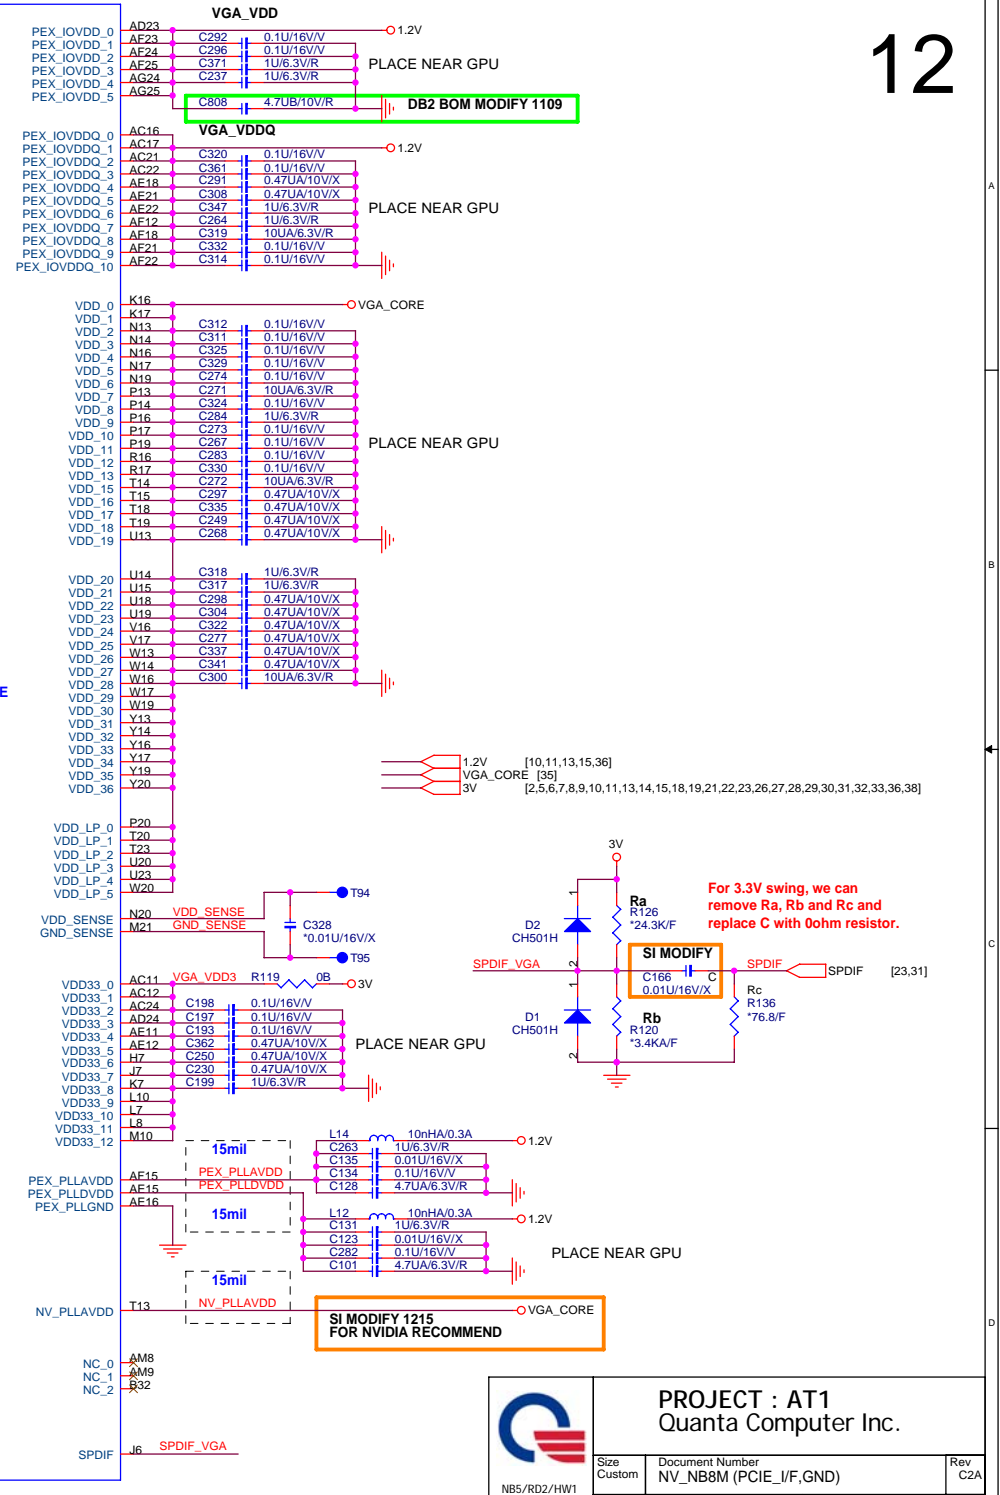 12
VGA_VDD
PEX_IOVDD_0 AD23 1.2V
PEX_IOVDD_1 AF23 C292 0.1U/16V/V
PEX_IOVDD_2 AF24 C296 0.1U/16V/V
PEX_IOVDD_3 AF25 C371 1U/6.3V/R
PEX_IOVDD_4 AG24 C237 1U/6.3V/R
PEX_IOVDD_5 AG25
PLACE NEAR GPU
C808 4.7UB/10V/R DB2 BOM MODIFY 1109
VGA_VDDQ
PEX_IOVDDQ_0 AC16
PEX_IOVDDQ_1 AC17 1.2V
PEX_IOVDDQ_2 AC21 C320 0.1U/16V/V
PEX_IOVDDQ_3 AC22 C361 0.1U/16V/V
PEX_IOVDDQ_4 AE18 C291 0.47UA/10V/X
PEX_IOVDDQ_5 AE21 C308 0.47UA/10V/X
PEX_IOVDDQ_6 AE22 C347 1U/6.3V/R
PEX_IOVDDQ_7 AF12 C264 1U/6.3V/R
PEX_IOVDDQ_8 AF18 C319 10UA/6.3V/R
PEX_IOVDDQ_9 AF21 C332 0.1U/16V/V
PEX_IOVDDQ_10 AF22 C314 0.1U/16V/V
PLACE NEAR GPU
VDD_0 K16 VGA_CORE
VDD_1 K17
VDD_2 N13 C312 0.1U/16V/V
VDD_3 N14 C311 0.1U/16V/V
VDD_4 N16 C325 0.1U/16V/V
VDD_5 N17 C329 0.1U/16V/V
VDD_6 N19 C274 0.1U/16V/V
VDD_7 P13 C271 10UA/6.3V/R
VDD_8 P14 C324 0.1U/16V/V
VDD_9 P16 C284 1U/6.3V/R
VDD_10 P17 C273 0.1U/16V/V
VDD_11 P19 C267 0.1U/16V/V
VDD_12 R16 C283 0.1U/16V/V
VDD_13 R17 C330 0.1U/16V/V
VDD_15 T14 C272 10UA/6.3V/R
VDD_16 T15 C297 0.47UA/10V/X
VDD_17 T18 C335 0.47UA/10V/X
VDD_18 T19 C249 0.47UA/10V/X
VDD_19 U13 C268 0.47UA/10V/X
PLACE NEAR GPU
VDD_20 U14 C318 1U/6.3V/R
VDD_21 U15 C317 1U/6.3V/R
VDD_22 U18 C298 0.47UA/10V/X
VDD_23 U19 C304 0.47UA/10V/X
VDD_24 V16 C322 0.47UA/10V/X
VDD_25 V17 C277 0.47UA/10V/X
VDD_26 W13 C337 0.47UA/10V/X
VDD_27 W14 C341 0.47UA/10V/X
VDD_28 W16 C300 10UA/6.3V/R
E
VDD_29 W17
VDD_30 W19
VDD_31 Y13
VDD_32 Y14
VDD_33 Y16
VDD_34 Y17
VDD_35 Y19
VDD_36 Y20
1.2V [10,11,13,15,36]
VGA_CORE [35]
3V [2,5,6,7,8,9,10,11,13,14,15,18,19,21,22,23,26,27,28,29,30,31,32,33,36,38]
VDD_LP_0 P20
VDD_LP_1 T20
VDD_LP_2 T23
VDD_LP_3 U20
VDD_LP_4 U23
VDD_LP_5 W20
VDD_SENSE N20 VDD_SENSE T94
GND_SENSE M21 GND_SENSE T95
C328
*0.01U/16V/X
3V
1
D2
CH501H
2
Ra
R126
*24.3K/F
For 3.3V swing, we can
remove Ra, Rb and Rc and
replace C with 0ohm resistor.
SPDIF_VGA
SI MODIFY
C166 C
0.01U/16V/X
SPDIF SPDIF [23,31]
1
D1
CH501H
2
Rb
R120
*3.4KA/F
Rc
R136
*76.8/F
VDD33_0 AC11 VGA_VDD3 R119 0B 3V
VDD33_1 AC12
VDD33_2 AC24 C198 0.1U/16V/V
VDD33_3 AD24 C197 0.1U/16V/V
VDD33_4 AE11 C193 0.1U/16V/V
VDD33_5 AE12 C362 0.47UA/10V/X
VDD33_6 H7 C250 0.47UA/10V/X
VDD33_7 J7 C230 0.47UA/10V/X
VDD33_8 K7 C199 1U/6.3V/R
VDD33_9 L10
VDD33_10 L7
VDD33_11 L8
VDD33_12 M10
PLACE NEAR GPU
15mil
L14 10nHA/0.3A 1.2V
C263 1U/6.3V/R
C135 0.01U/16V/X
C134 0.1U/16V/V
C128 4.7UA/6.3V/R
PEX_PLLAVDD AF15 PEX_PLLAVDD
PEX_PLLDVDD AE15 PEX_PLLDVDD
PEX_PLLGND AE16
15mil
L12 10nHA/0.3A 1.2V
C131 1U/6.3V/R
C123 0.01U/16V/X
C282 0.1U/16V/V
C101 4.7UA/6.3V/R
PLACE NEAR GPU
15mil
NV_PLLAVDD T13 NV_PLLAVDD VGA_CORE
SI MODIFY 1215
FOR NVIDIA RECOMMEND
NC_0 AM8
NC_1 AM9
NC_2 B32
SPDIF J6 SPDIF_VGA
A
B
C
D
NB5/RD2/HW1
PROJECT : AT1
Quanta Computer Inc.
Size
Custom
Document Number
NV_NB8M (PCIE_I/F,GND)
Rev
C2A